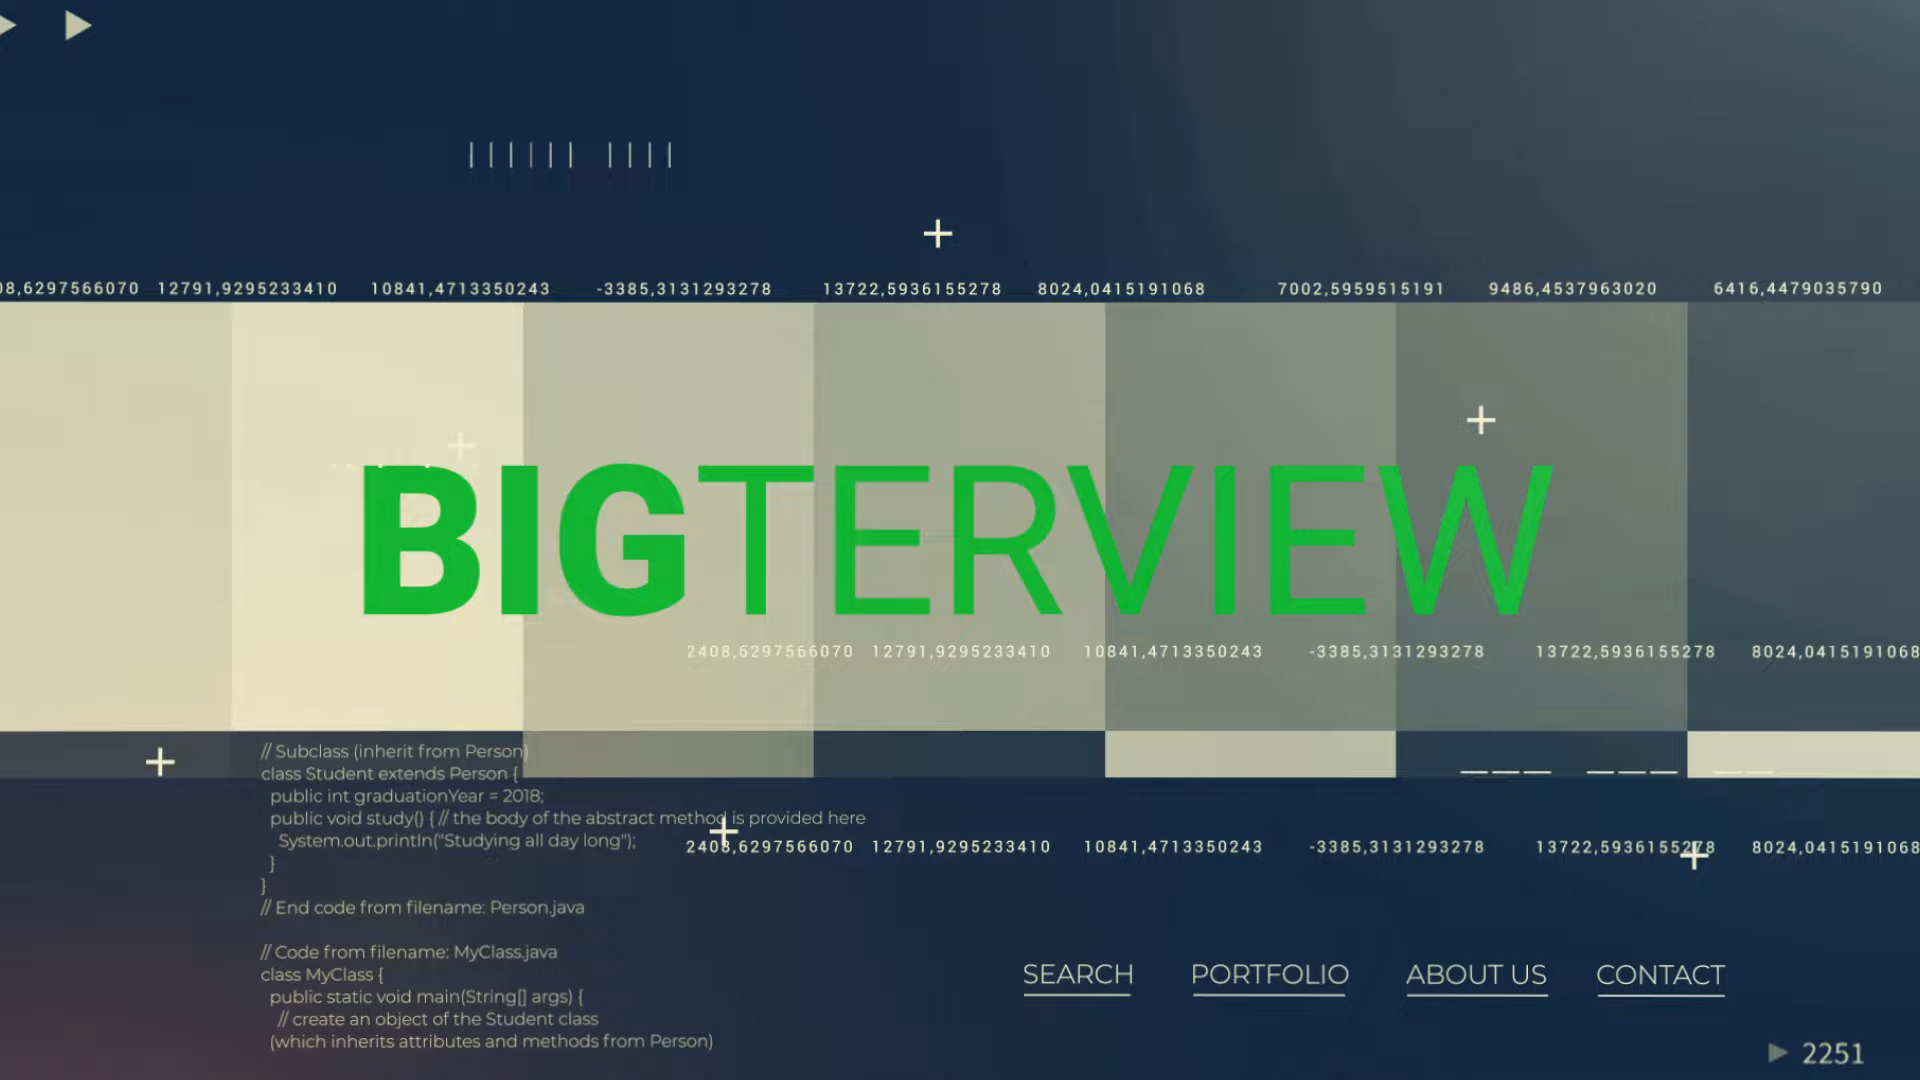 08,6297566070 12791,9295233410 10841,4713350243 -3385,3131293278 13722,5936155278 8024,0415191068 7002,5959515191 9486,4537963020 6416,4479035790
BIGTERVIEW
2408,6297566070 12791,9295233410 10841,4713350243 -3385,3131293278 13722,5936155278 8024,0415191068
// Subclass (inherit from Person)
class Student extends Person {
public int graduationYear = 2018;
public void study() { // the body of the abstract method is provided here
System.out.println("Studying all day long");
}
}
// End code from filename: Person.java
2408,6297566070 12791,9295233410 10841,4713350243 -3385,3131293278 13722,5936155278 8024,0415191068
// Code from filename: MyClass.java
class MyClass {
public static void main(String[] args) {
// create an object of the Student class
(which inherits attributes and methods from Person)
SEARCH PORTFOLIO ABOUT US CONTACT
2251